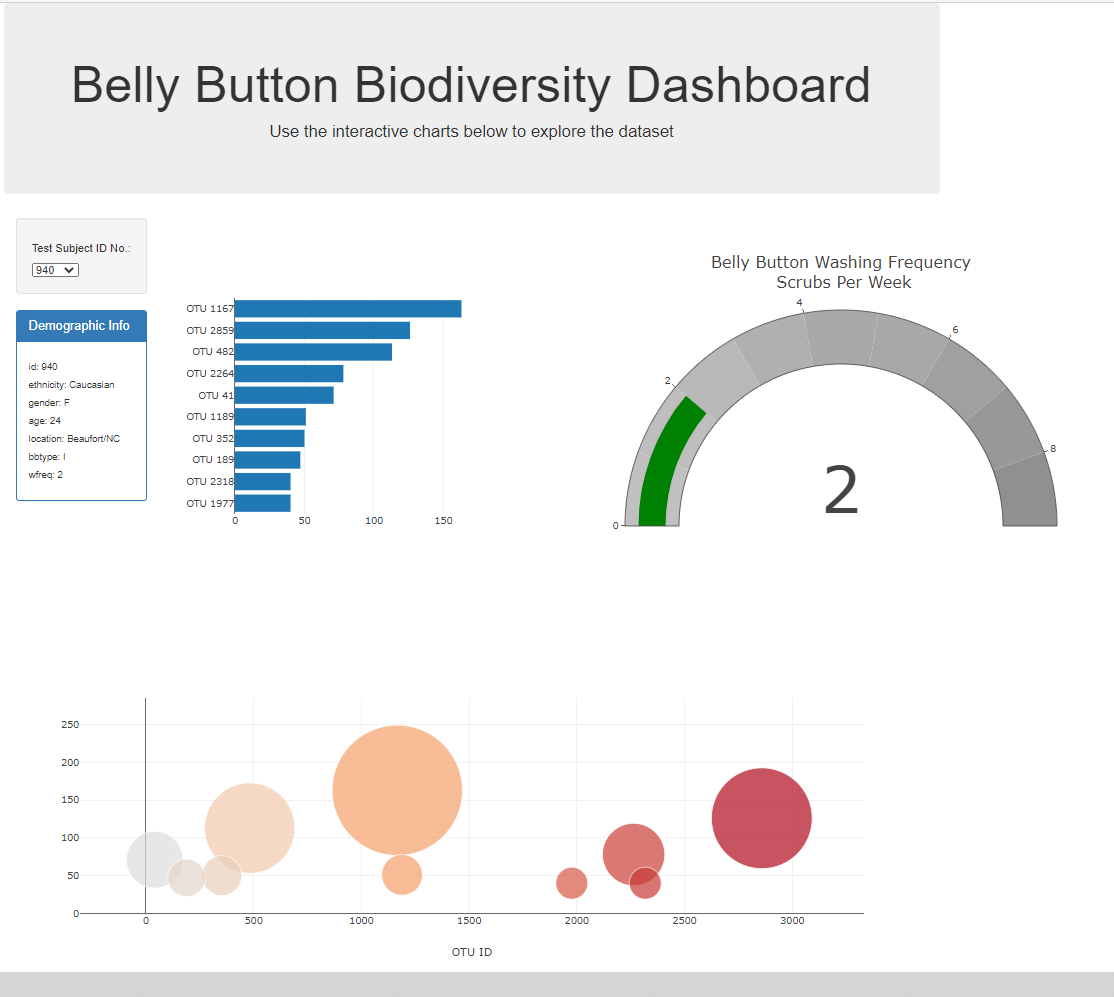 Belly Button Biodiversity Dashboard
Use the interactive charts below to explore the dataset
Test Subject ID No.:
940
Demographic Info
id: 940
ethnicity: Caucasian
gender: F
age: 24
location: Beaufort/NC
bbtype: I
wfreq: 2
OTU 1167
OTU 2859
OTU 482
OTU 2264
OTU 41
OTU 1189
OTU 352
OTU 189
OTU 2318
OTU 1977
0 50 100 150
Belly Button Washing Frequency
Scrubs Per Week
0
2
4
6
8
2
250
200
150
100
50
0
0 500 1000 1500 2000 2500 3000
OTU ID